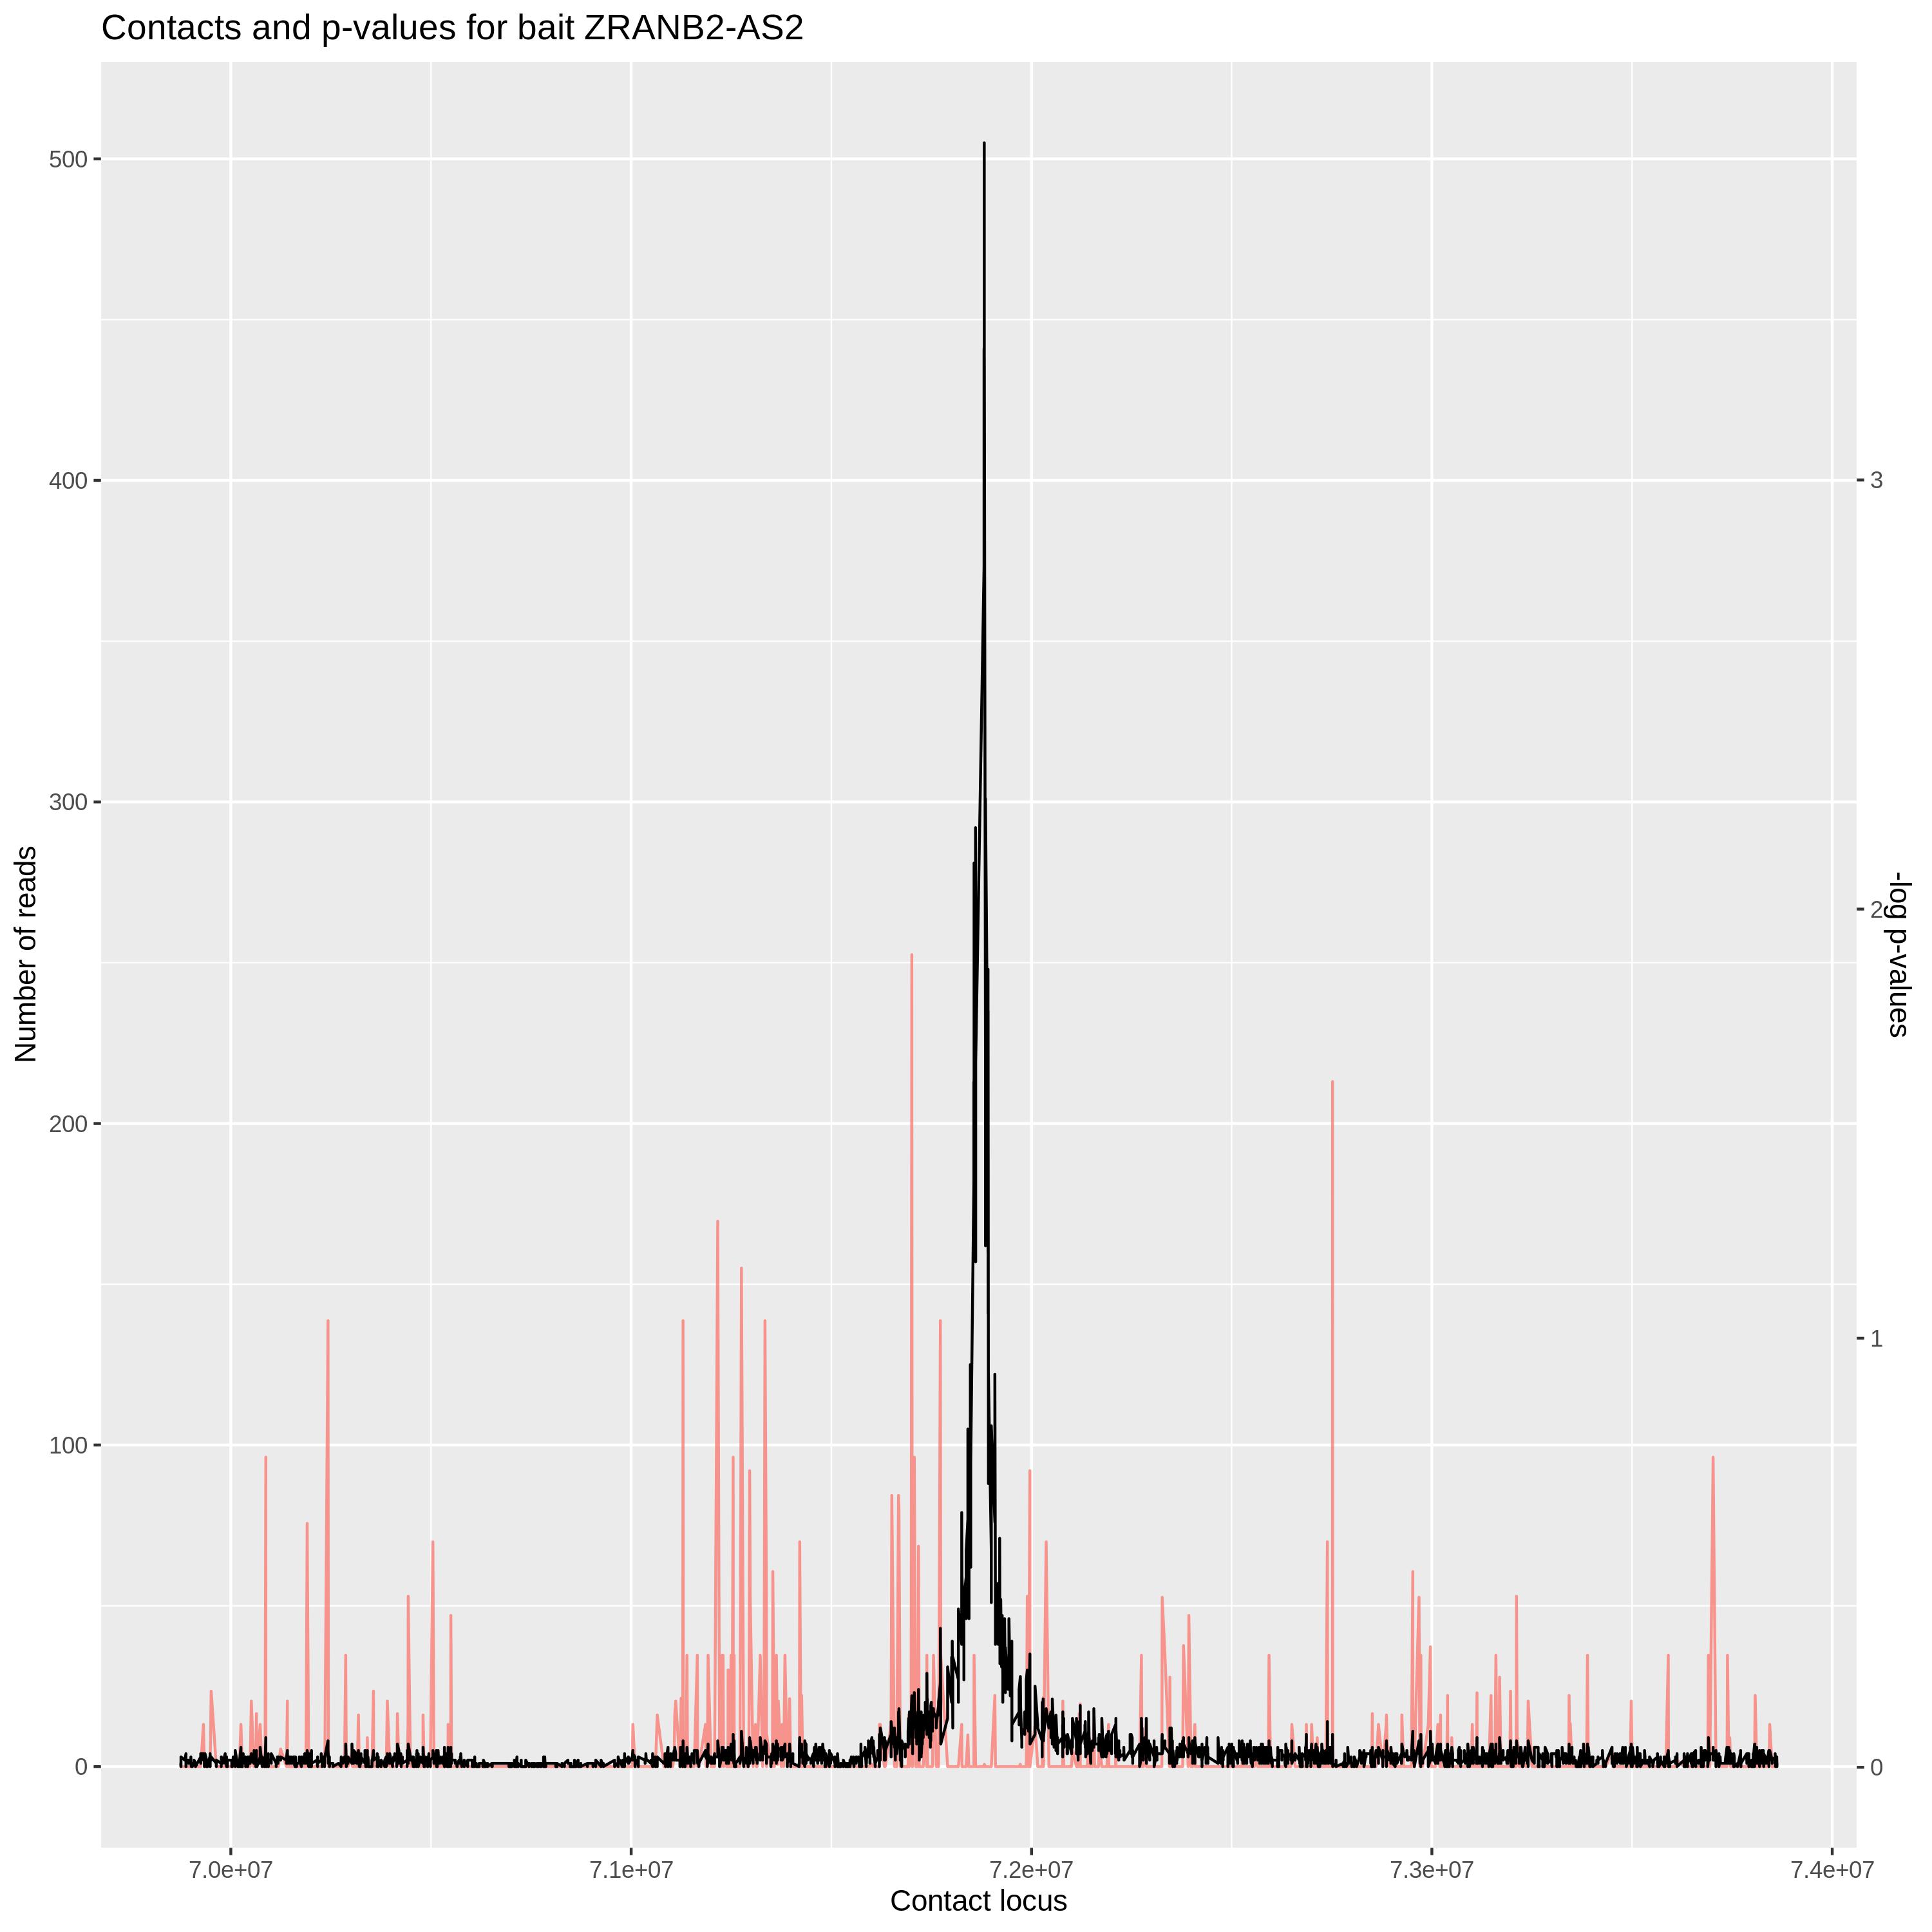 Contacts and p-values for bait ZRANB2-AS2
500
400
300
200
100
0
Number of reads
3
2
1
0
-log p-values
7.0e+07
7.1e+07
7.2e+07
7.3e+07
7.4e+07
Contact locus